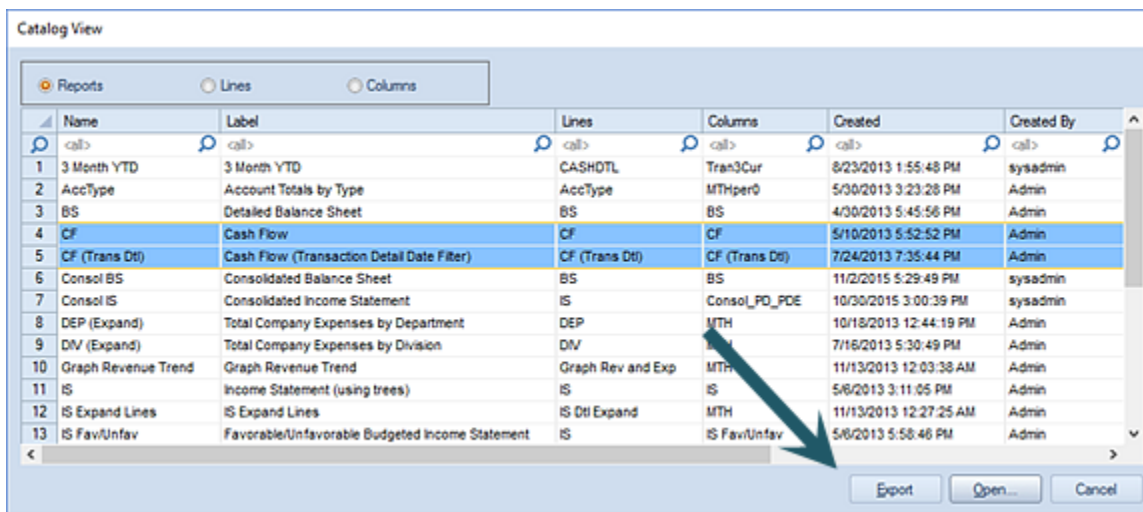 Catalog View
Reports Lines Columns
Name Label Lines Columns Created Created By
<all> <all> <all> <all> <all> <all>
1 3 Month YTD 3 Month YTD CASHDTL Tran3Cur 8/23/2013 1:55:48 PM sysadmin
2 AccType Account Totals by Type AccType MTHper0 5/30/2013 3:23:28 PM Admin
3 BS Detailed Balance Sheet BS BS 4/30/2013 5:45:56 PM Admin
4 CF Cash Flow CF CF 5/10/2013 5:52:52 PM Admin
5 CF (Trans Dtl) Cash Flow (Transaction Detail Date Filter) CF (Trans Dtl) CF (Trans Dtl) 7/24/2013 7:35:44 PM Admin
6 Consol BS Consolidated Balance Sheet BS BS 11/2/2015 5:29:49 PM sysadmin
7 Consol IS Consolidated Income Statement IS Consol_PD_PDE 10/30/2015 3:00:39 PM sysadmin
8 DEP (Expand) Total Company Expenses by Department DEP MTH 10/18/2013 12:44:19 PM Admin
9 DIV (Expand) Total Company Expenses by Division DIV 7/16/2013 5:30:49 PM Admin
10 Graph Revenue Trend Graph Revenue Trend Graph Rev and Exp MTH 11/13/2013 12:03:38 AM Admin
11 IS Income Statement (using trees) IS IS 5/6/2013 3:11:05 PM Admin
12 IS Expand Lines IS Expand Lines IS Dtl Expand MTH 11/13/2013 12:27:25 AM Admin
13 IS Fav/Unfav Favorable/Unfavorable Budgeted Income Statement IS IS Fav/Unfav 5/6/2013 5:58:46 PM Admin
Export Open... Cancel